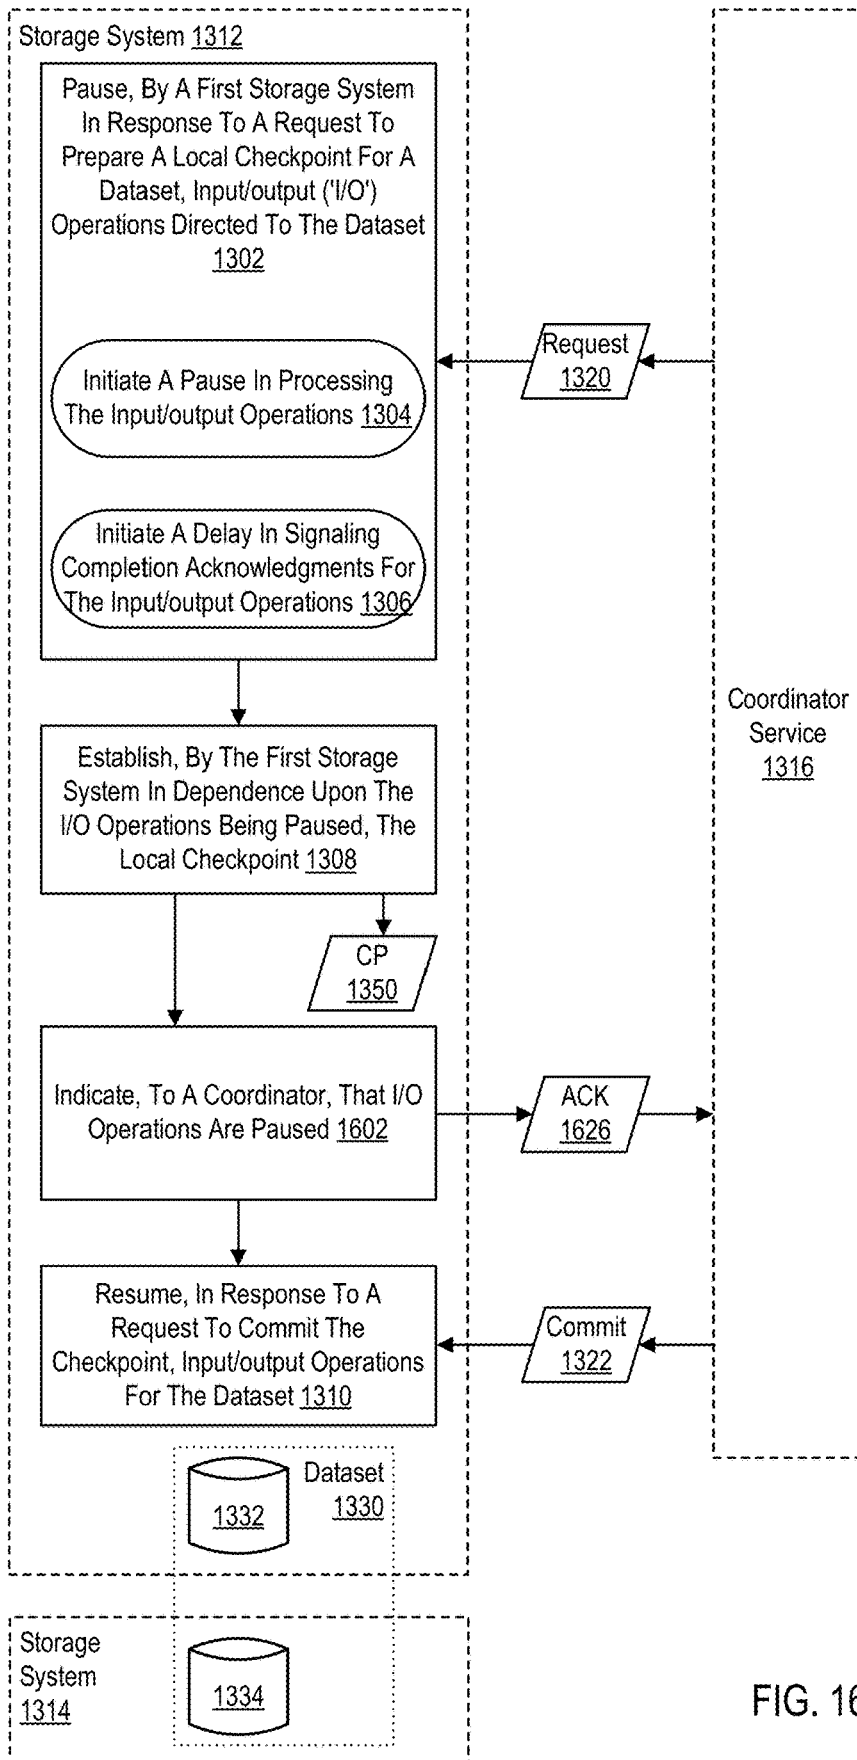 Storage System 1312
Pause, By A First Storage System
In Response To A Request To
Prepare A Local Checkpoint For A
Dataset, Input/output ('I/O')
Operations Directed To The Dataset
1302
Initiate A Pause In Processing
The Input/output Operations 1304
Initiate A Delay In Signaling
Completion Acknowledgments For
The Input/output Operations 1306
Request
1320
Coordinator
Service
1316
Establish, By The First Storage
System In Dependence Upon The
I/O Operations Being Paused, The
Local Checkpoint 1308
CP
1350
Indicate, To A Coordinator, That I/O
Operations Are Paused 1602
ACK
1626
Resume, In Response To A
Request To Commit The
Checkpoint, Input/output Operations
For The Dataset 1310
Commit
1322
Dataset
1330
1332
Storage
System
1314
1334
FIG. 16